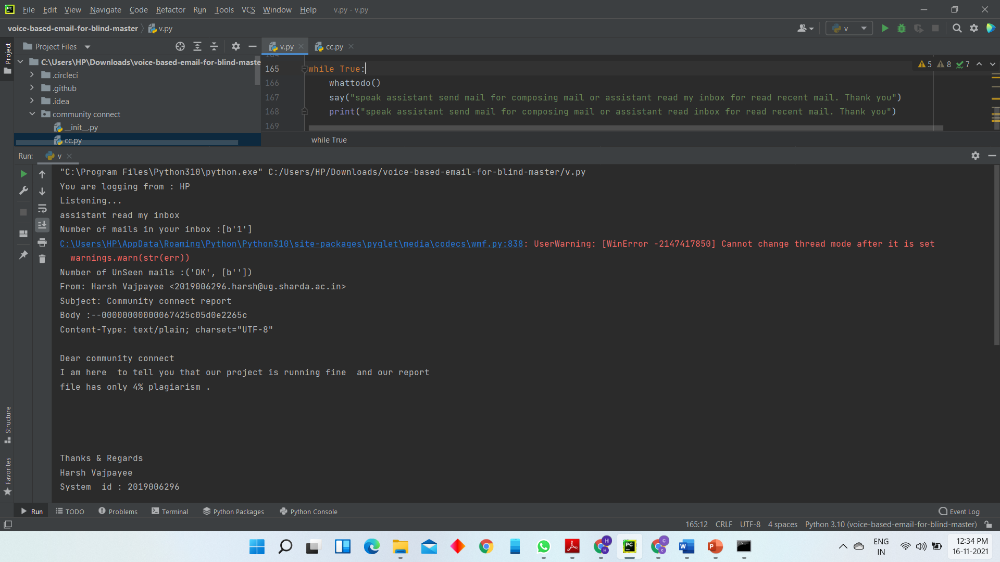 File Edit View Navigate Code Refactor Run Tools VCS Window Help v.py - v.py
voice-based-email-for-blind-master v.py
v
Project
Project Files
v.py
cc.py
C:\Users\HP\Downloads\voice-based-email-for-blind-maste
.circleci
.github
.idea
community connect
__init__.py
cc.py
165 while True:
166 whattodo()
167 say("speak assistant send mail for composing mail or assistant read my inbox for read recent mail. Thank you")
168 print("speak assistant send mail for composing mail or assistant read inbox for read recent mail. Thank you")
169
5 8 7
while True
Run: v
"C:\Program Files\Python310\python.exe" C:/Users/HP/Downloads/voice-based-email-for-blind-master/v.py
You are logging from : HP
Listening...
assistant read my inbox
Number of mails in your inbox :[b'1']
C:\Users\HP\AppData\Roaming\Python\Python310\site-packages\pyglet\media\codecs\wmf.py:838: UserWarning: [WinError -2147417850] Cannot change thread mode after it is set
warnings.warn(str(err))
Number of UnSeen mails :('OK', [b''])
From: Harsh Vajpayee <2019006296.harsh@ug.sharda.ac.in>
Subject: Community connect report
Body :--00000000000067425c05d0e2265c
Content-Type: text/plain; charset="UTF-8"
Dear community connect
I am here  to tell you that our project is running fine  and our report
file has only 4% plagiarism .
Thanks & Regards
Harsh Vajpayee
System  id : 2019006296
Structure
Favorites
Run TODO Problems Terminal Python Packages Python Console Event Log
165:12 CRLF UTF-8 4 spaces Python 3.10 (voice-based-email-for-blind-master)
ENG
IN
12:34 PM
16-11-2021